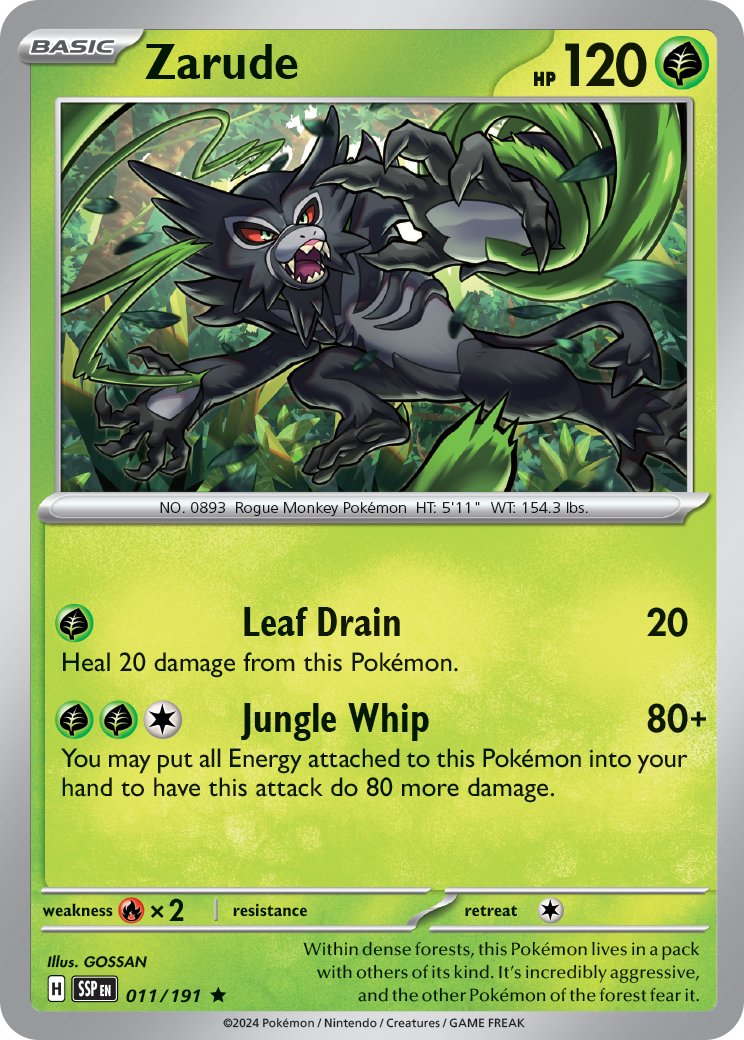 BASIC
Zarude
HP 120
NO. 0893 Rogue Monkey Pokémon HT: 5'11" WT: 154.3 lbs.
Leaf Drain 20
Heal 20 damage from this Pokémon.
Jungle Whip 80+
You may put all Energy attached to this Pokémon into your
hand to have this attack do 80 more damage.
weakness ×2 resistance retreat
Illus. GOSSAN
Within dense forests, this Pokémon lives in a pack
with others of its kind. It's incredibly aggressive,
and the other Pokémon of the forest fear it.
H SSP EN 011/191 ★
©2024 Pokémon / Nintendo / Creatures / GAME FREAK